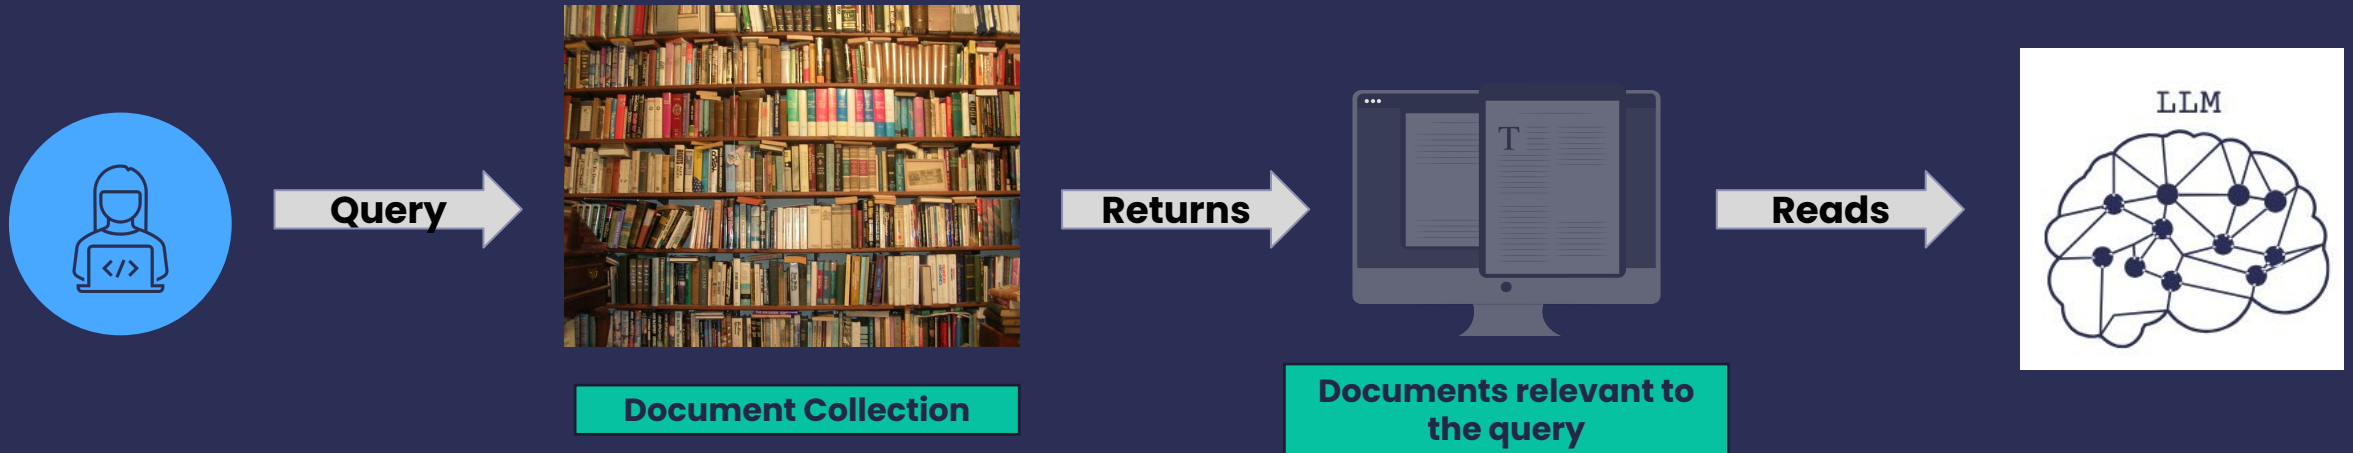 Query
Returns
Reads
LLM
</>
T
Document Collection
Documents relevant to
the query